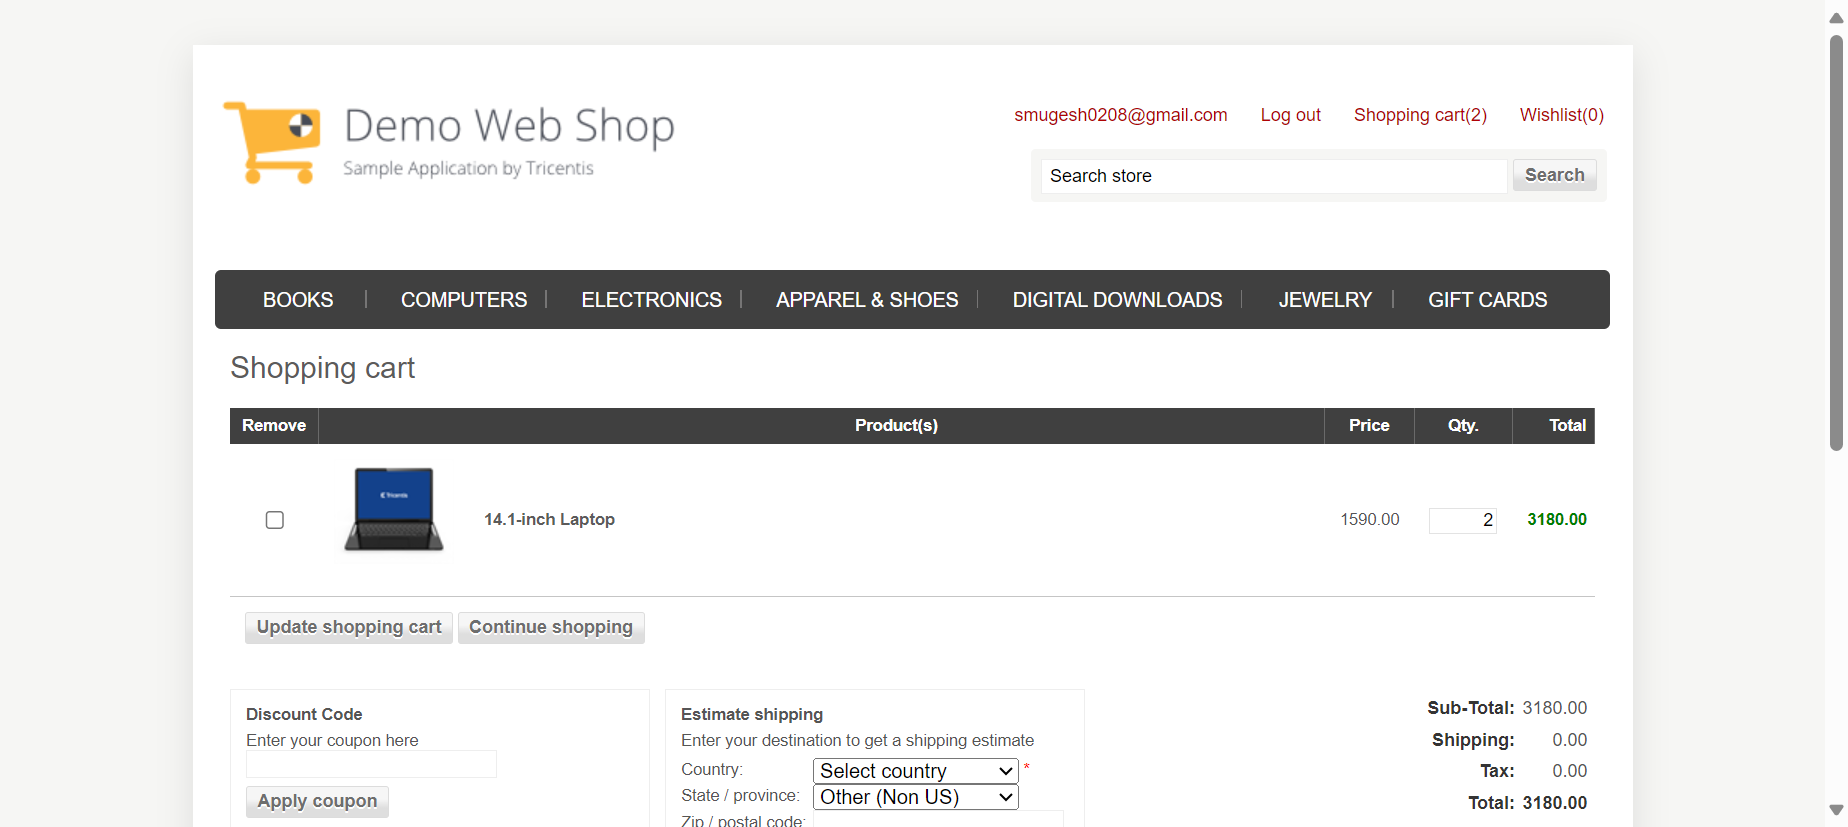 Demo Web Shop
Sample Application by Tricentis
smugesh0208@gmail.com Log out Shopping cart(2) Wishlist(0)
Search store Search
BOOKS COMPUTERS ELECTRONICS APPAREL & SHOES DIGITAL DOWNLOADS JEWELRY GIFT CARDS
Shopping cart
Remove Product(s) Price Qty. Total
Tricentis
14.1-inch Laptop 1590.00 2 3180.00
Update shopping cart Continue shopping
Discount Code
Enter your coupon here
Apply coupon
Estimate shipping
Enter your destination to get a shipping estimate
Country: Select country *
State / province: Other (Non US)
Zip / postal code:
Sub-Total: 3180.00
Shipping: 0.00
Tax: 0.00
Total: 3180.00